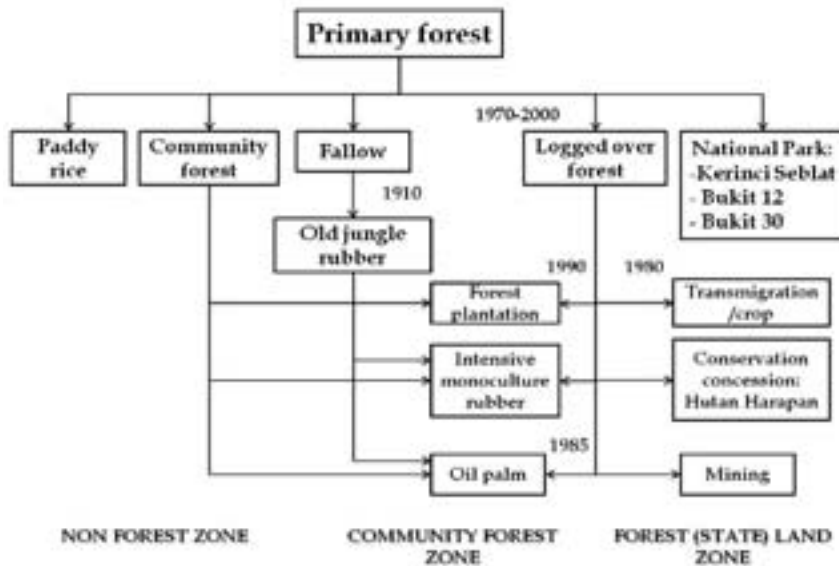 Primary forest
1970-2000
Paddy
rice
Community
forest
Fallow
Logged over
forest
National Park:
-Kerinci Seblat
- Bukit 12
- Bukit 30
1910
Old jungle
rubber
1990
1980
Forest
plantation
Transmigration
/crop
Intensive
monoculture
rubber
Conservation
concession:
Hutan Harapan
1985
Oil palm
Mining
NON FOREST ZONE
COMMUNITY FOREST
ZONE
FOREST (STATE) LAND
ZONE